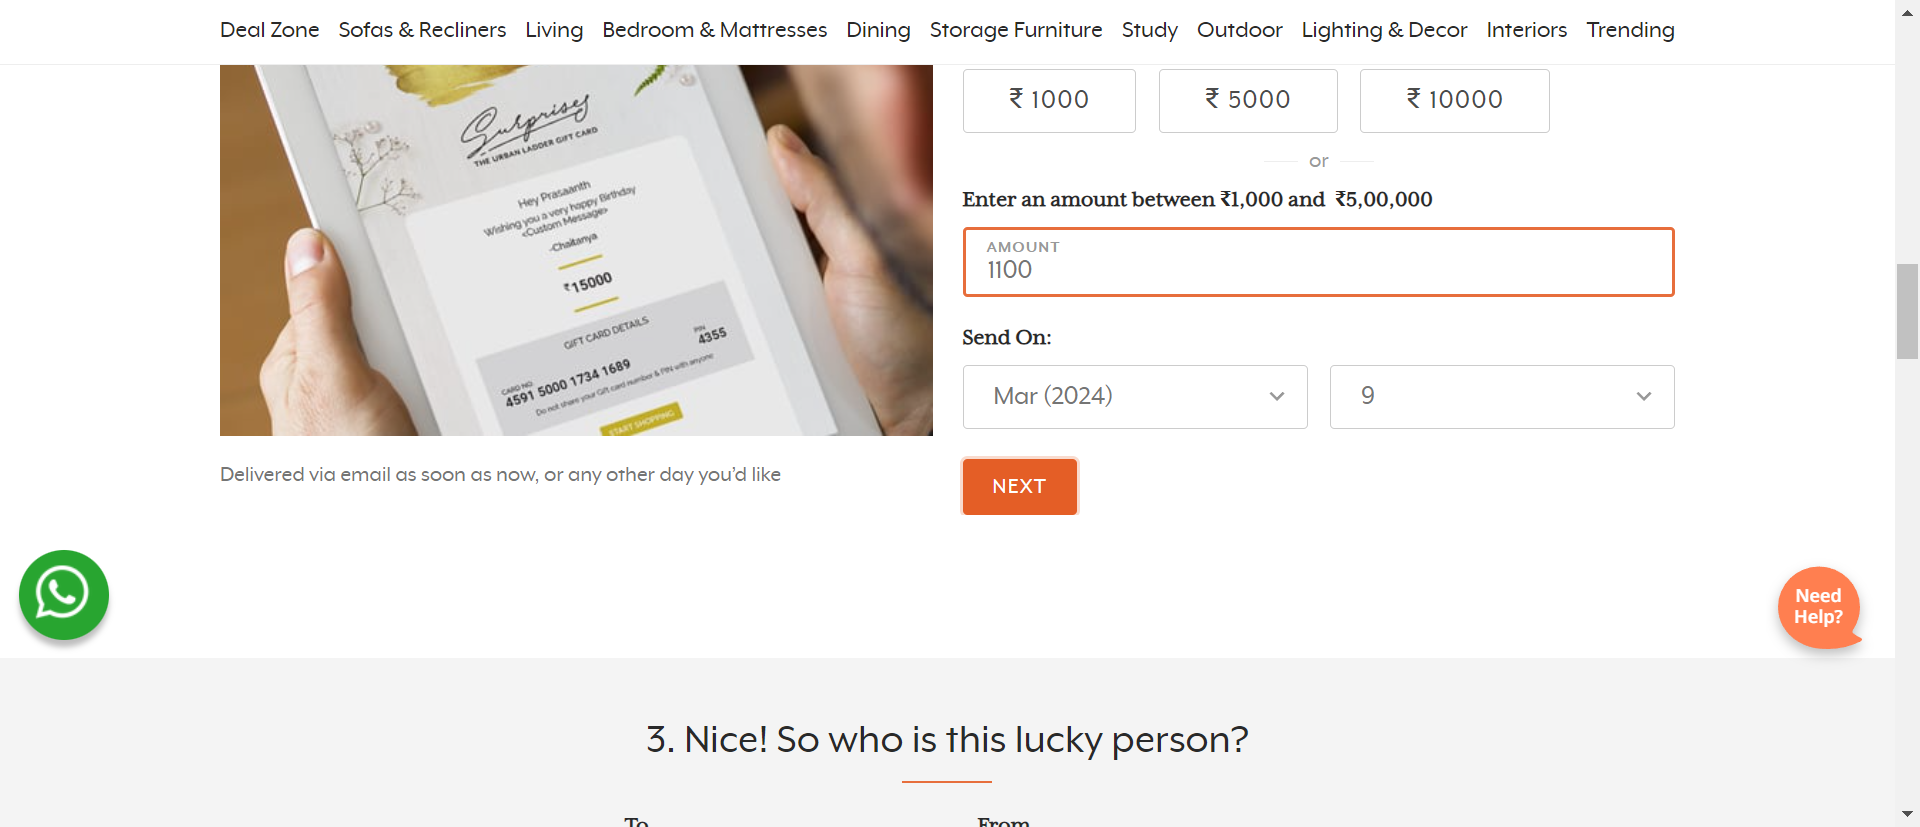 Deal Zone Sofas & Recliners Living Bedroom & Mattresses Dining Storage Furniture Study Outdoor Lighting & Decor Interiors Trending
Surprises
THE URBAN LADDER GIFT CARD
Hey Prasaanth
Wishing you a very happy Birthday
<Custom Message>
-Chaitanya
₹15000
GIFT CARD DETAILS
CARD NO.
4591 5000 1734 1689
PIN
4355
Do not share your Gift card number & PIN with anyone
START SHOPPING
Delivered via email as soon as now, or any other day you’d like
₹ 1000
₹ 5000
₹ 10000
or
Enter an amount between ₹1,000 and ₹5,00,000
AMOUNT
1100
Send On:
Mar (2024)
9
NEXT
Need
Help?
3. Nice! So who is this lucky person?
To
From